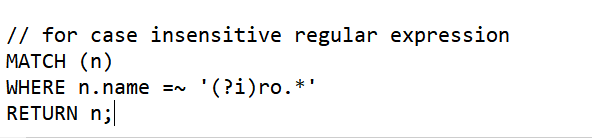 // for case insensitive regular expression
MATCH (n)
WHERE n.name =~ '(?i)ro.*'
RETURN n;